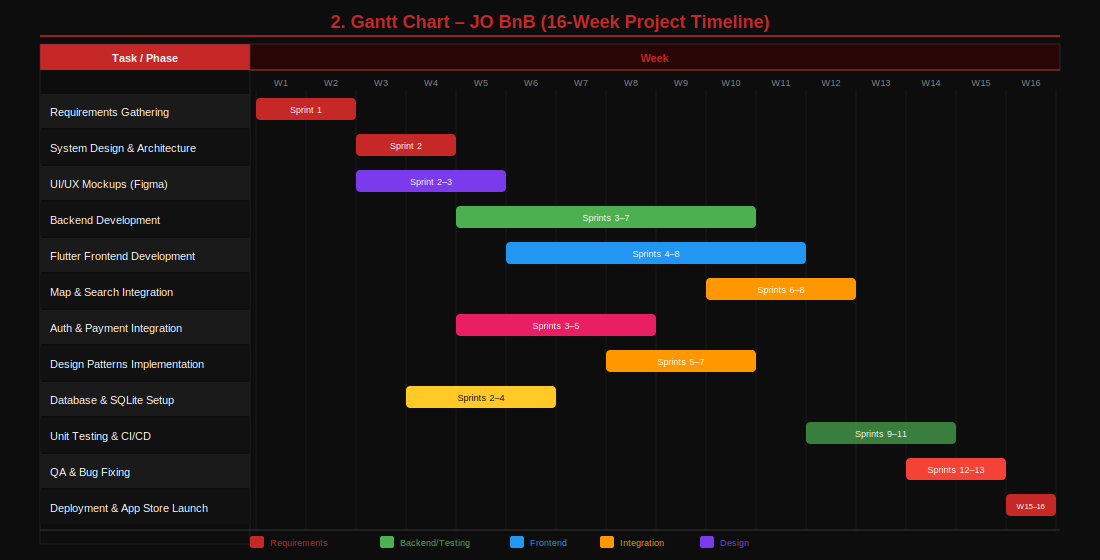 2. Gantt Chart – JO BnB (16-Week Project Timeline)
Task / Phase Week
W1 W2 W3 W4 W5 W6 W7 W8 W9 W10 W11 W12 W13 W14 W15 W16
Requirements Gathering Sprint 1
System Design & Architecture Sprint 2
UI/UX Mockups (Figma) Sprint 2–3
Backend Development Sprints 3–7
Flutter Frontend Development Sprints 4–8
Map & Search Integration Sprints 6–8
Auth & Payment Integration Sprints 3–5
Design Patterns Implementation Sprints 5–7
Database & SQLite Setup Sprints 2–4
Unit Testing & CI/CD Sprints 9–11
QA & Bug Fixing Sprints 12–13
Deployment & App Store Launch W15–16
Requirements Backend/Testing Frontend Integration Design